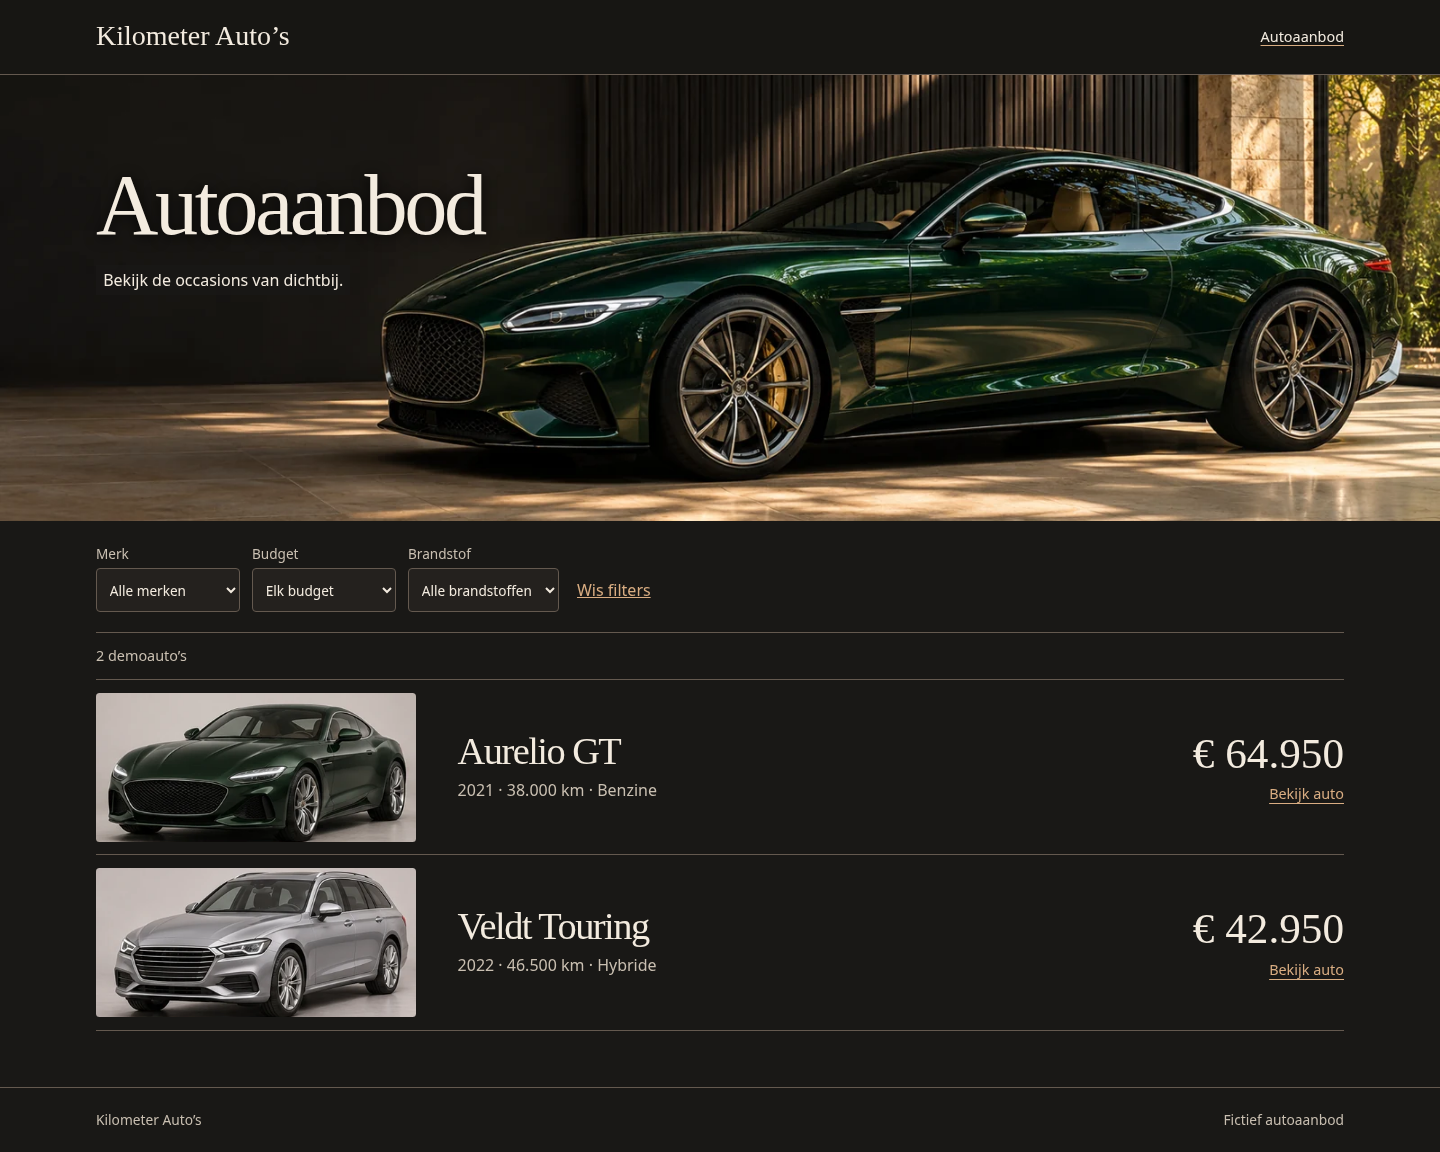 Kilometer Auto’s
Autoaanbod
Autoaanbod
Bekijk de occasions van dichtbij.
Merk
Budget
Brandstof
Alle merken
Elk budget
Alle brandstoffen
Wis filters
2 demoauto’s
Aurelio GT
2021 · 38.000 km · Benzine
€ 64.950
Bekijk auto
Veldt Touring
2022 · 46.500 km · Hybride
€ 42.950
Bekijk auto
Kilometer Auto’s
Fictief autoaanbod